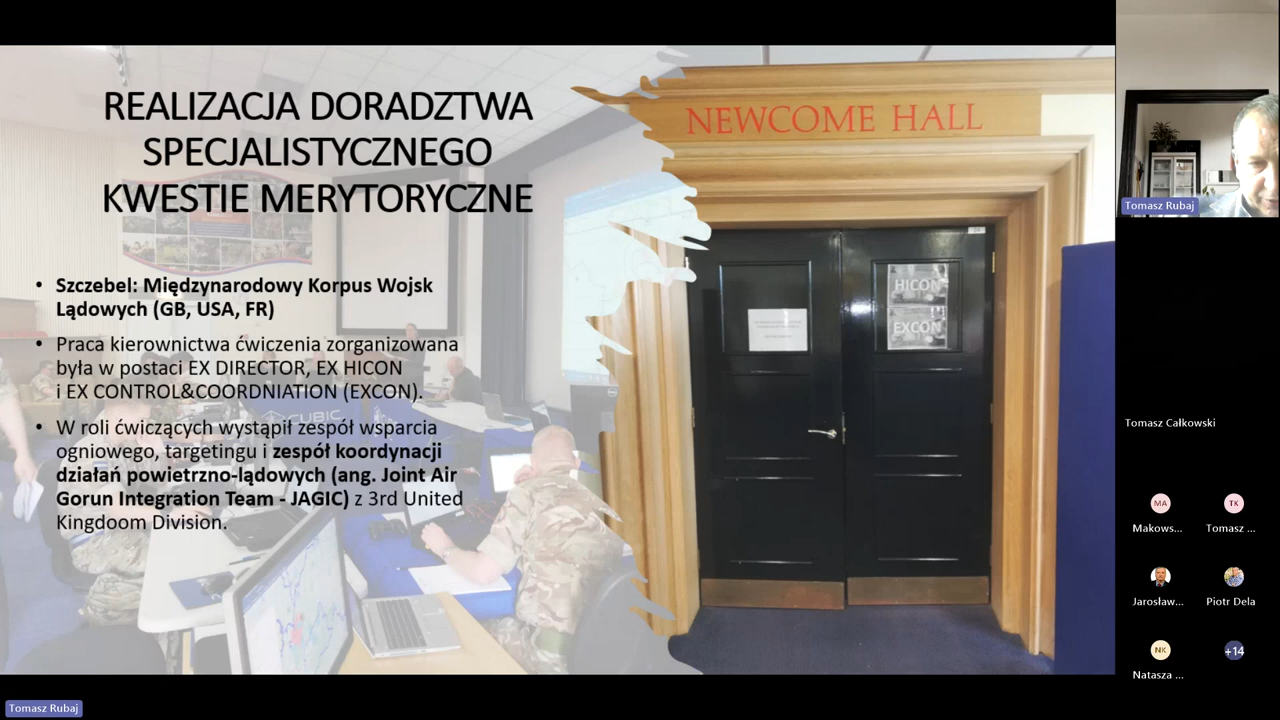 REALIZACJA DORADZTWA
SPECJALISTYCZNEGO
KWESTIE MERYTORYCZNE
• Szczebel: Międzynarodowy Korpus Wojsk
Lądowych (GB, USA, FR)
• Praca kierownictwa ćwiczenia zorganizowana
była w postaci EX DIRECTOR, EX HICON
i EX CONTROL&COORDNIATION (EXCON).
• W roli ćwiczących wystąpił zespół wsparcia
ogniowego, targetingu i zespół koordynacji
działań powietrzno-lądowych (ang. Joint Air
Gorun Integration Team - JAGIC) z 3rd United
Kingdoom Division.
CUBIC
NEWCOME HALL
HICON
EXCON
Tomasz Rubaj
Tomasz Całkowski
MA
TK
Makows...
Tomasz ...
Jarosław...
Piotr Dela
NK
+14
Natasza ...
Tomasz Rubaj